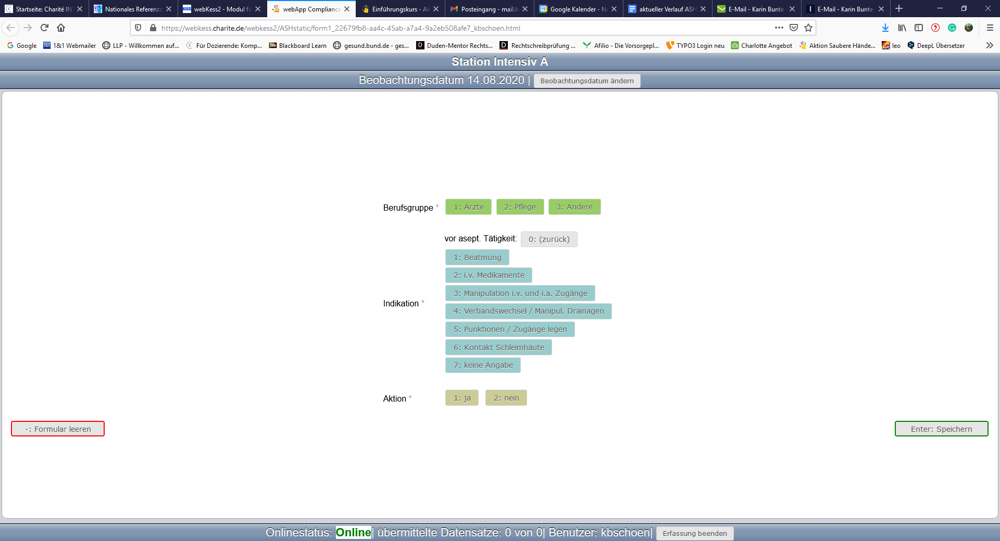 Startseite: Charité IN
Nationales Referenzz
webKess2 - Modul fü
webApp Compliance
Einführungskurs - Ak
Posteingang - mail.k
Google Kalender - No
aktueller Verlauf ASH
E-Mail - Karin Bunte
E-Mail - Karin Bunte-
https://webkess.charite.de/webkess2/ASHstatic/form1_22679fb8-aa4c-45ab-a7a4-9a2eb508afe7_kbschoen.html
Google
1&1 Webmailer
LLP - Willkommen auf...
Für Dozierende: Komp...
Blackboard Learn
gesund.bund.de - ges...
Duden-Mentor Rechts...
Rechtschreibprüfung ...
Afilio - Die Vorsorgepl...
TYPO3 Login neu
Charlotte Angebot
Aktion Saubere Hände...
leo
DeepL Übersetzer
Station Intensiv A
Beobachtungsdatum 14.08.2020 | Beobachtungsdatum ändern
Berufsgruppe * 1: Ärzte 2: Pflege 3: Andere
vor asept. Tätigkeit: 0: (zurück)
1: Beatmung
2: i.v. Medikamente
3: Manipulation i.v. und i.a. Zugänge
Indikation *
4: Verbandswechsel / Manipul. Drainagen
5: Punktionen / Zugänge legen
6: Kontakt Schleimhäute
7: keine Angabe
Aktion * 1: ja 2: nein
-: Formular leeren
Enter: Speichern
Onlinestatus: Online| übermittelte Datensätze: 0 von 0| Benutzer: kbschoen| Erfassung beenden